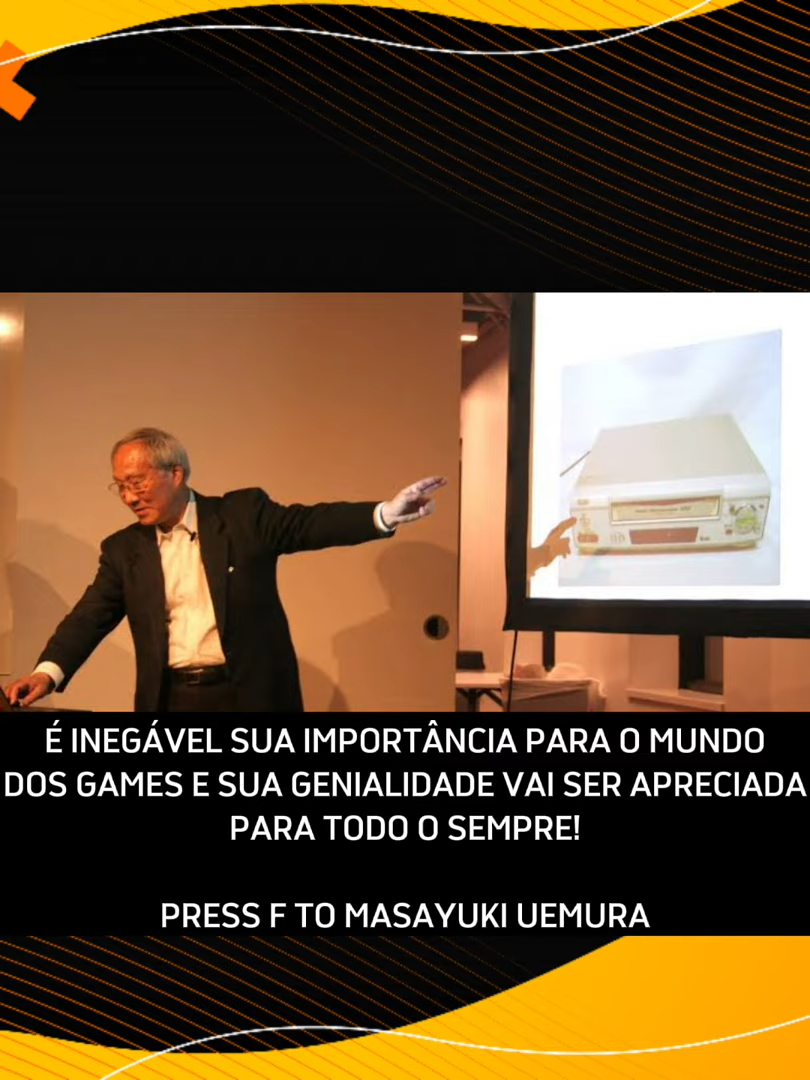 É INEGÁVEL SUA IMPORTÂNCIA PARA O MUNDO
DOS GAMES E SUA GENIALIDADE VAI SER APRECIADA
PARA TODO O SEMPRE!
PRESS F TO MASAYUKI UEMURA